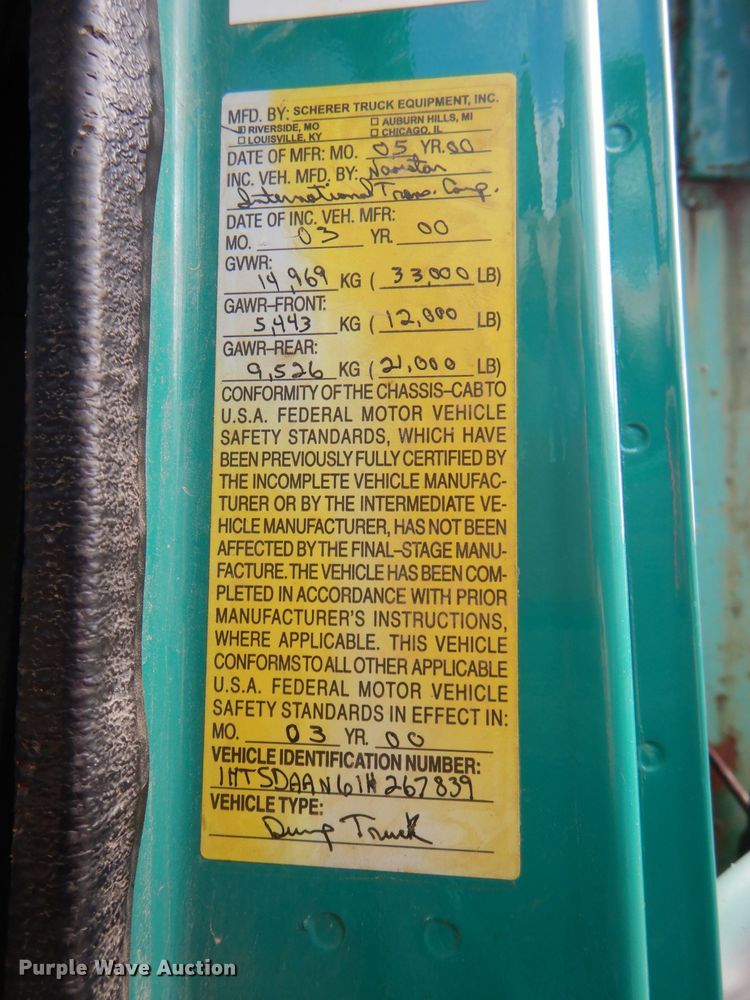 MFD. BY: SCHERER TRUCK EQUIPMENT, INC.
RIVERSIDE, MO AUBURN HILLS, MI
LOUISVILLE, KY CHICAGO, IL
DATE OF MFR: MO. 05 YR. 00
INC. VEH. MFD. BY: Navistar
International Trans. Corp.
DATE OF INC. VEH. MFR:
MO. 03 YR. 00
GVWR:
14,969 KG ( 33,000 LB)
GAWR-FRONT:
5,443 KG ( 12,000 LB)
GAWR-REAR:
9,526 KG ( 21,000 LB)
CONFORMITY OF THE CHASSIS-CAB TO
U.S.A. FEDERAL MOTOR VEHICLE
SAFETY STANDARDS, WHICH HAVE
BEEN PREVIOUSLY FULLY CERTIFIED BY
THE INCOMPLETE VEHICLE MANUFAC-
TURER OR BY THE INTERMEDIATE VE-
HICLE MANUFACTURER, HAS NOT BEEN
AFFECTED BY THE FINAL-STAGE MANU-
FACTURE. THE VEHICLE HAS BEEN COM-
PLETED IN ACCORDANCE WITH PRIOR
MANUFACTURER'S INSTRUCTIONS,
WHERE APPLICABLE. THIS VEHICLE
CONFORMS TO ALL OTHER APPLICABLE
U.S.A. FEDERAL MOTOR VEHICLE
SAFETY STANDARDS IN EFFECT IN:
MO. 03 YR. 00
VEHICLE IDENTIFICATION NUMBER:
1HTSDAAN61H267839
VEHICLE TYPE:
Dump Truck
Purple Wave Auction